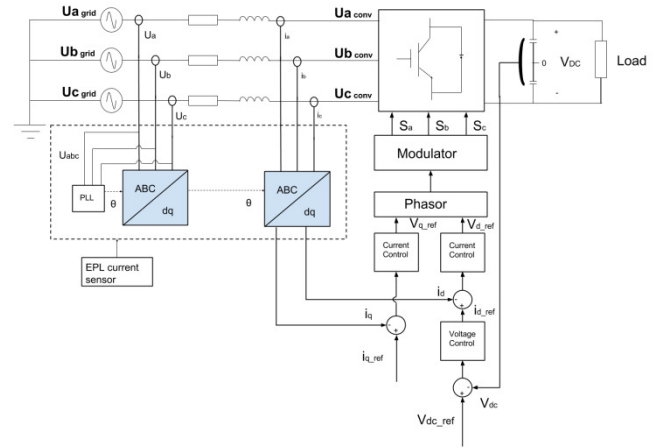 Ua grid
Ua conv
Ua
ia
Ub grid
Ub conv
Ub
ib
Uc grid
Uc conv
Uc
ic
+
0
VDC
-
Load
Sa Sb Sc
Modulator
Phasor
Uabc
PLL
θ
ABC
dq
θ
ABC
dq
EPL current
sensor
Vq_ref
Vd_ref
Current
Control
Current
Control
id
-
+
id_ref
iq
-
+
iq_ref
Voltage
Control
+
-
Vdc
Vdc_ref